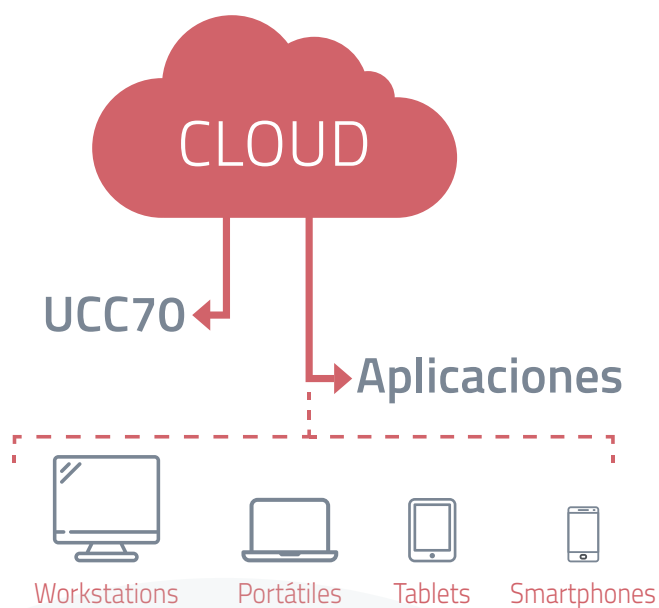 CLOUD
UCC70
Aplicaciones
Workstations Portátiles Tablets Smartphones